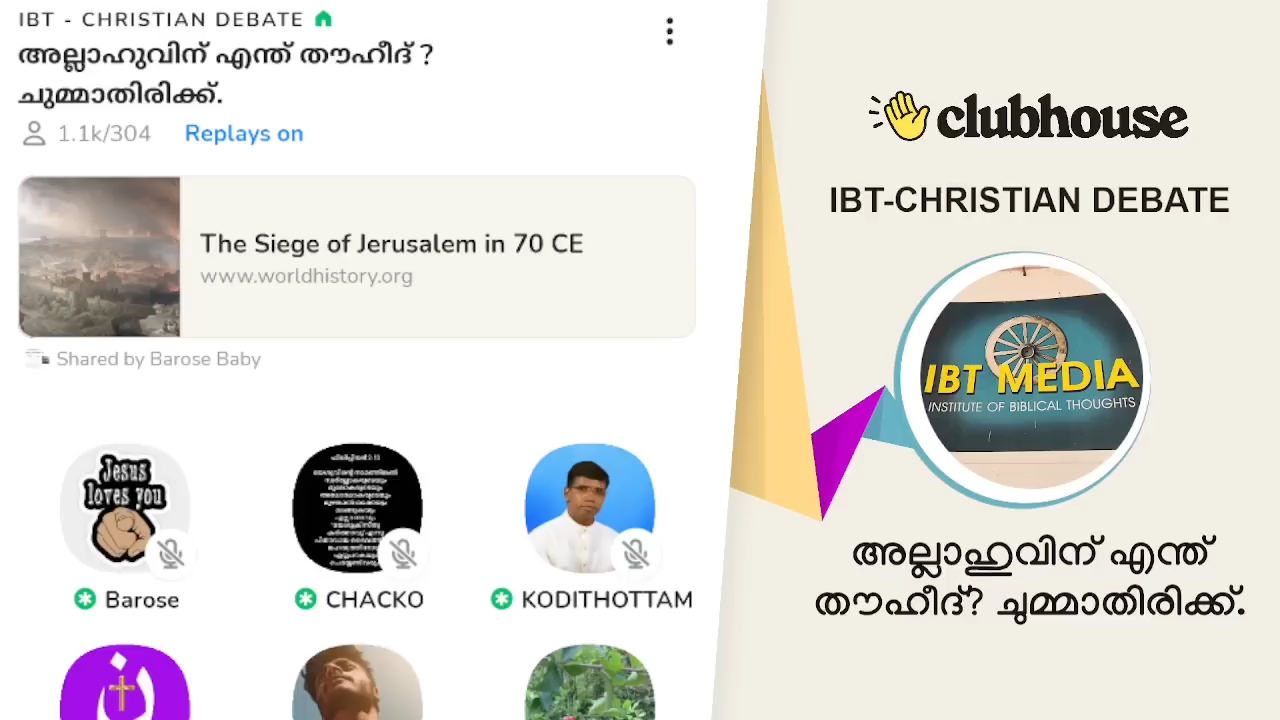 IBT - CHRISTIAN DEBATE
അല്ലാഹുവിന് എന്ത് തൗഹീദ് ?
ചുമ്മാതിരിക്ക്.
1.1k/304 Replays on
The Siege of Jerusalem in 70 CE
www.worldhistory.org
Shared by Barose Baby
Jesus
loves you
Barose
CHACKO
KODITHOTTAM
ن
clubhouse
IBT-CHRISTIAN DEBATE
IBT MEDIA
INSTITUTE OF BIBLICAL THOUGHTS
അല്ലാഹുവിന് എന്ത്
തൗഹീദ്? ചുമ്മാതിരിക്ക്.